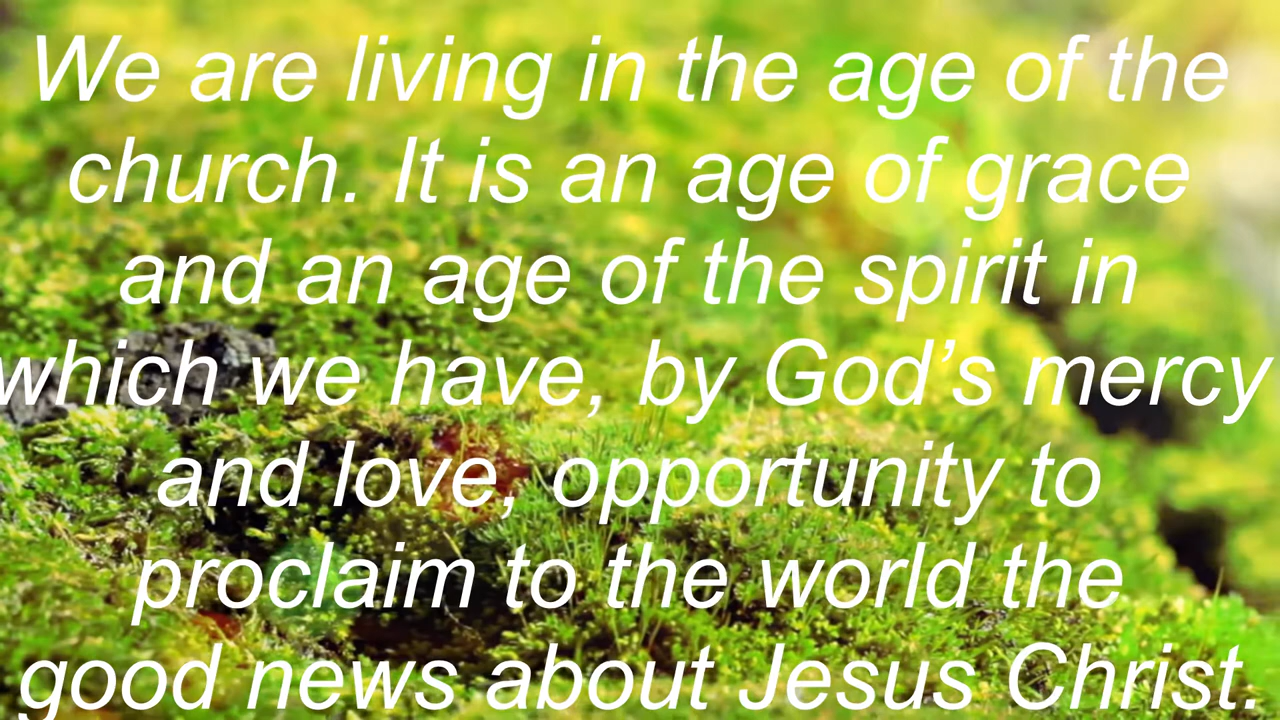 We are living in the age of the
church. It is an age of grace
and an age of the spirit in
which we have, by God’s mercy
and love, opportunity to
proclaim to the world the
good news about Jesus Christ.